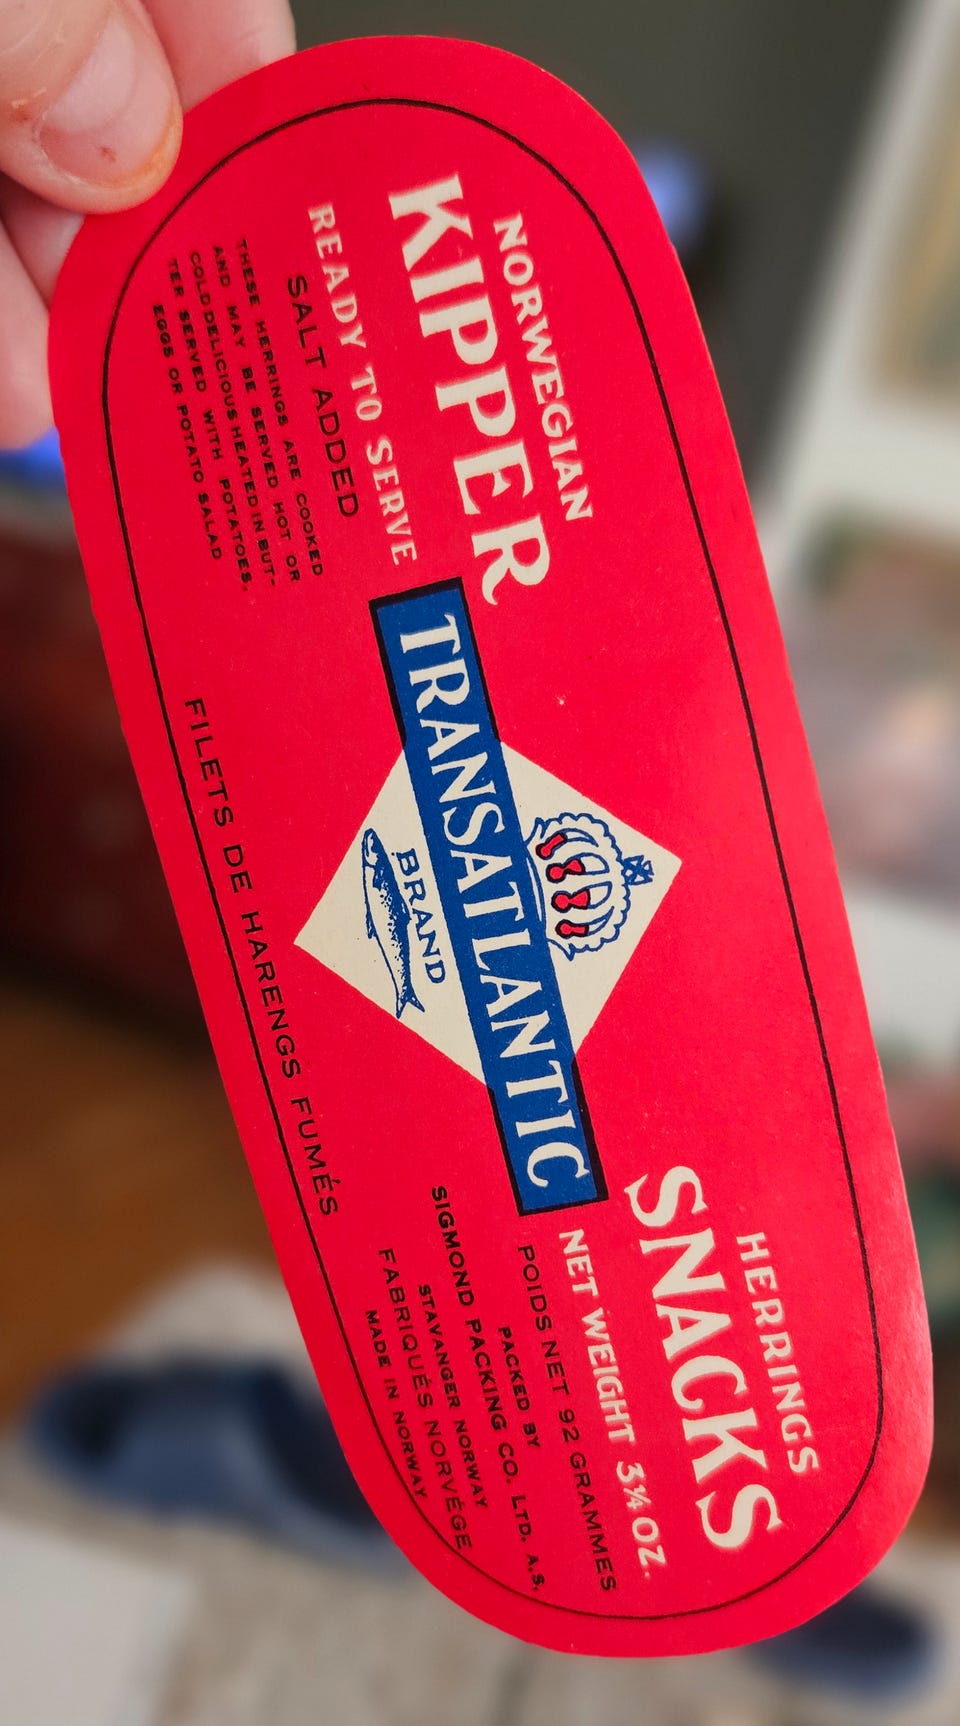 NORWEGIAN
KIPPER
READY TO SERVE
SALT ADDED
THESE HERRINGS ARE COOKED
AND MAY BE SERVED HOT OR
COLD DELICIOUS HEATED IN BUT-
TER SERVED WITH POTATOES.
EGGS OR POTATO SALAD
TRANSATLANTIC
BRAND
FILETS DE HARENGS FUMÉS
HERRINGS
SNACKS
NET WEIGHT 3¼ OZ.
POIDS NET 92 GRAMMES
PACKED BY
SIGMOND PACKING CO. LTD. A.S.
STAVANGER NORWAY
FABRIQUÉS NORVÉGE
MADE IN NORWAY